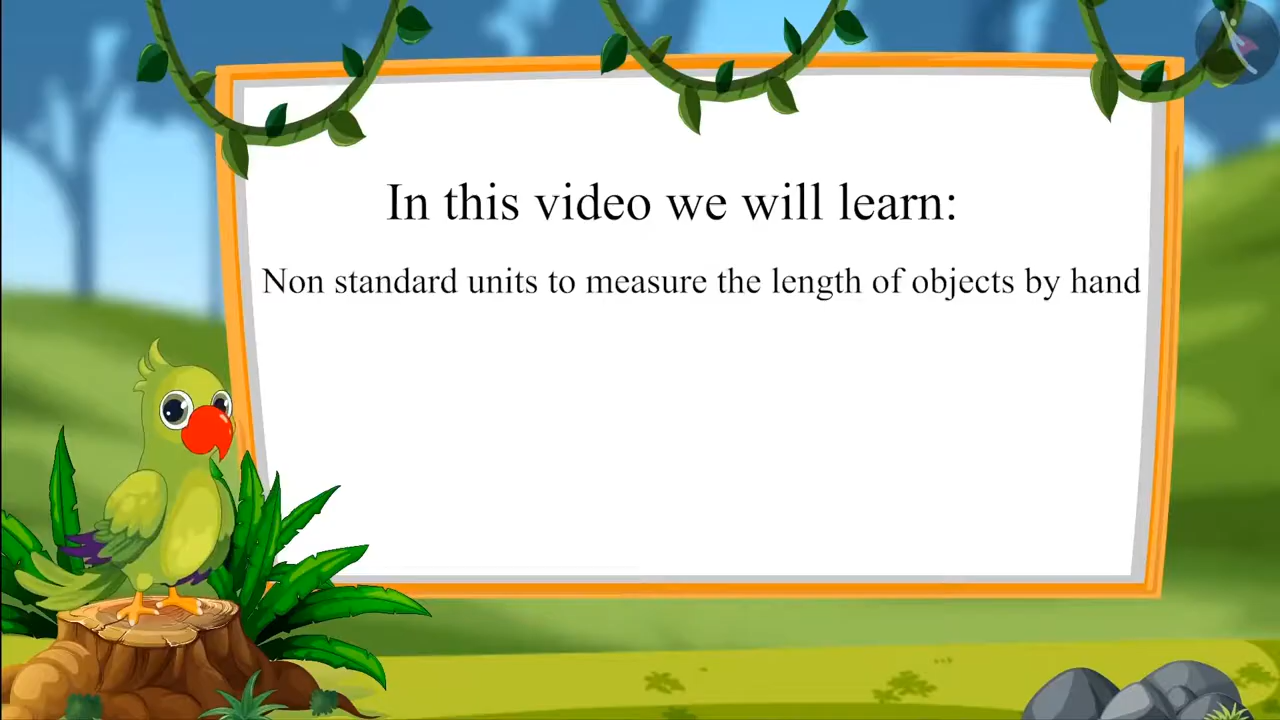 In this video we will learn:
Non standard units to measure the length of objects by hand